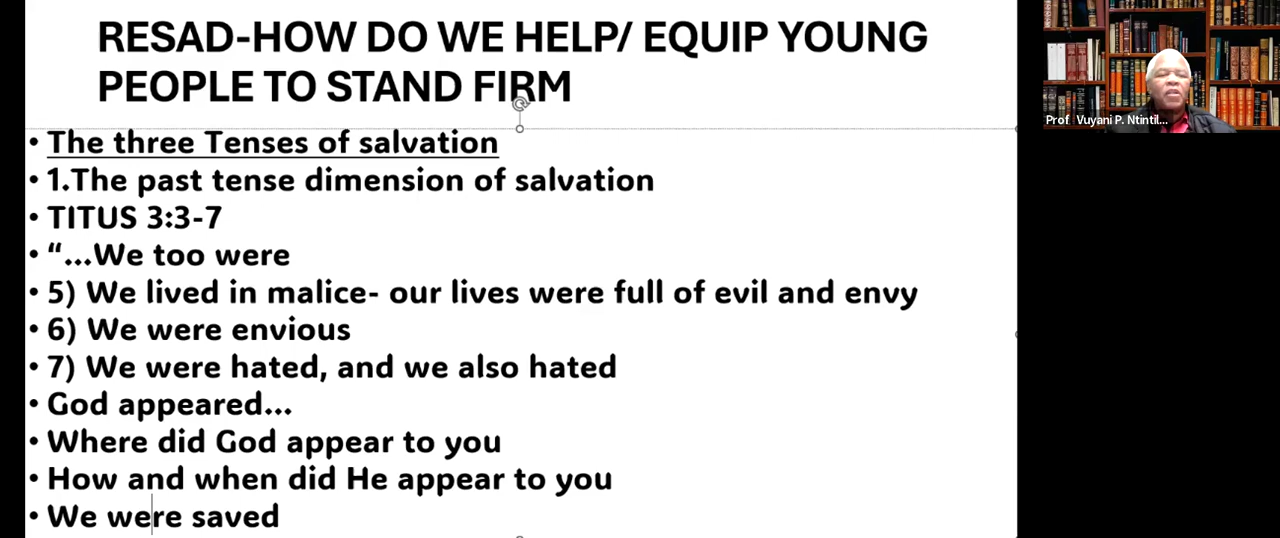 RESAD-HOW DO WE HELP/ EQUIP YOUNG
PEOPLE TO STAND FIRM
• The three Tenses of salvation
• 1.The past tense dimension of salvation
• TITUS 3:3-7
• “...We too were
• 5) We lived in malice- our lives were full of evil and envy
• 6) We were envious
• 7) We were hated, and we also hated
• God appeared...
• Where did God appear to you
• How and when did He appear to you
• We were saved
Prof Vuyani P. Ntintil...